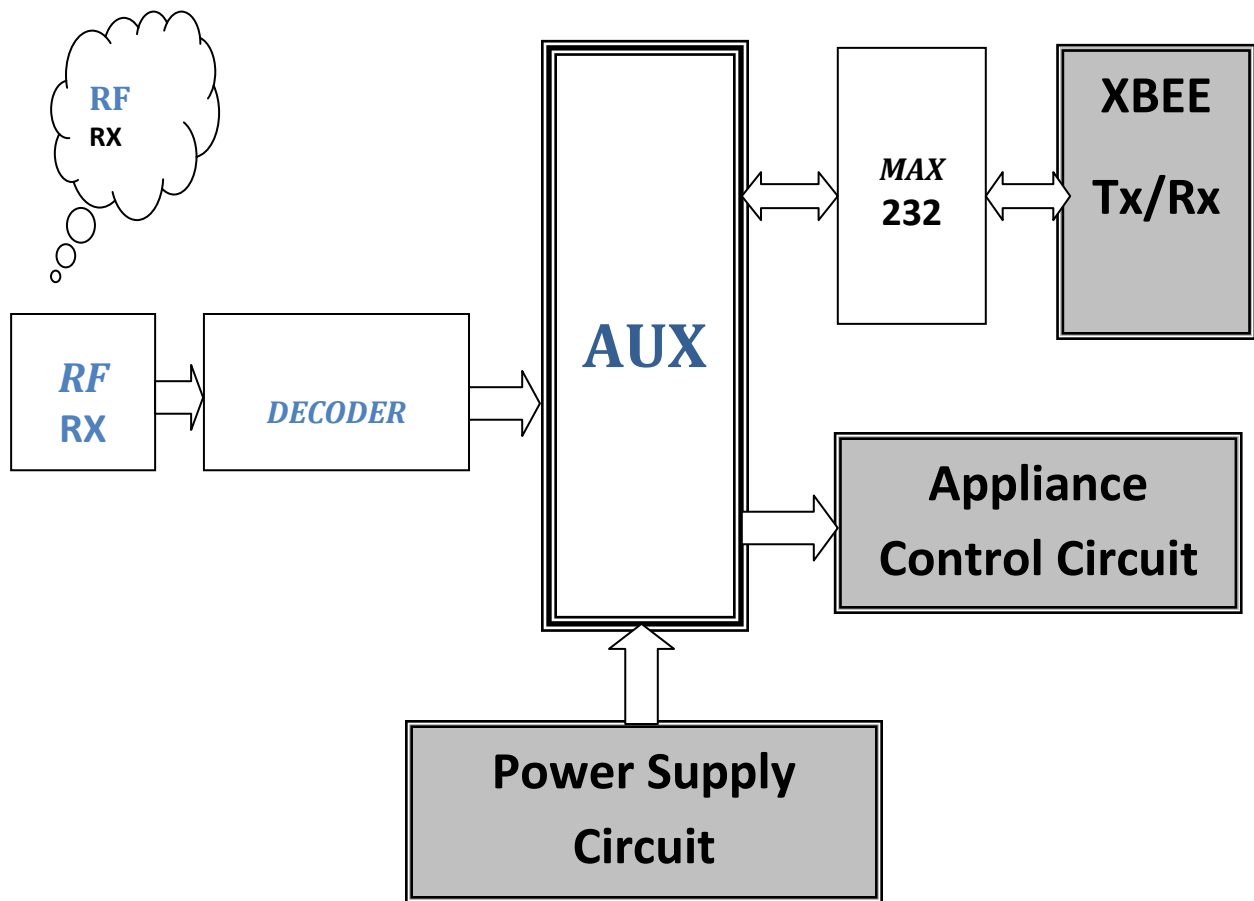 RF
RX
RF
RX
DECODER
AUX
MAX
232
XBEE
Tx/Rx
Appliance
Control Circuit
Power Supply
Circuit